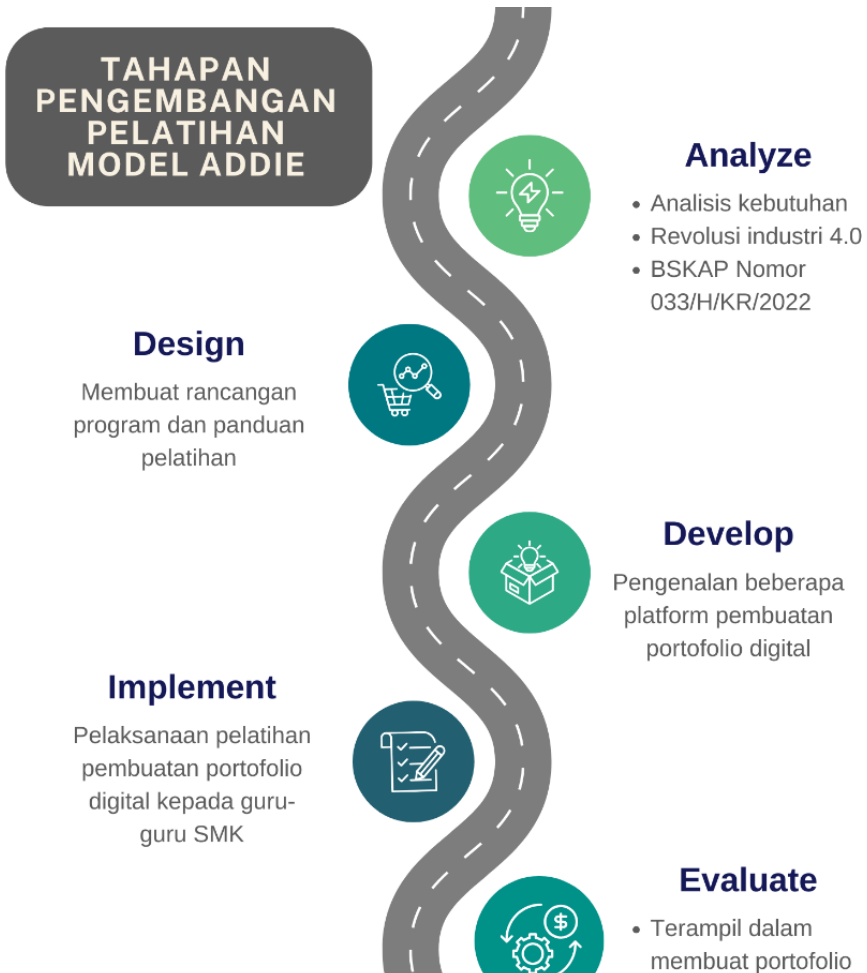 TAHAPAN
PENGEMBANGAN
PELATIHAN
MODEL ADDIE
Analyze
• Analisis kebutuhan
• Revolusi industri 4.0
• BSKAP Nomor
033/H/KR/2022
Design
Membuat rancangan
program dan panduan
pelatihan
Develop
Pengenalan beberapa
platform pembuatan
portofolio digital
Implement
Pelaksanaan pelatihan
pembuatan portofolio
digital kepada guru-
guru SMK
Evaluate
• Terampil dalam
membuat portofolio
$